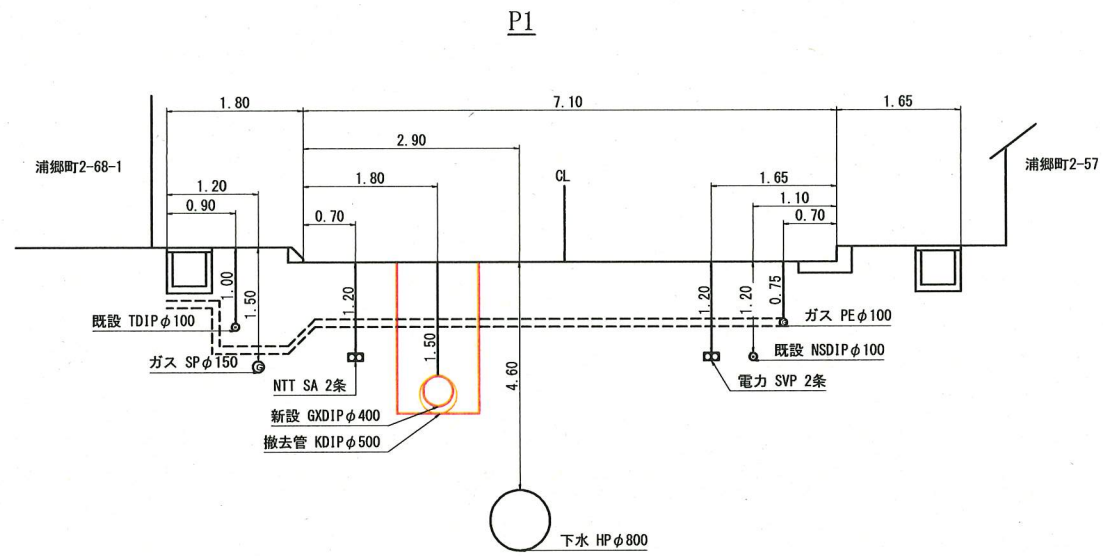 P1
1.80
7.10
1.65
2.90
浦郷町2-68-1
浦郷町2-57
1.80
CL
1.65
1.20
1.10
0.90
0.70
0.70
1.00
1.50
1.20
1.50
4.60
1.20
1.20
0.75
既設 TDIPφ100
ガス PEφ100
ガス SPφ150
既設 NSDIPφ100
NTT SA 2条
電力 SVP 2条
新設 GXDIPφ400
撤去管 KDIPφ500
下水 HPφ800